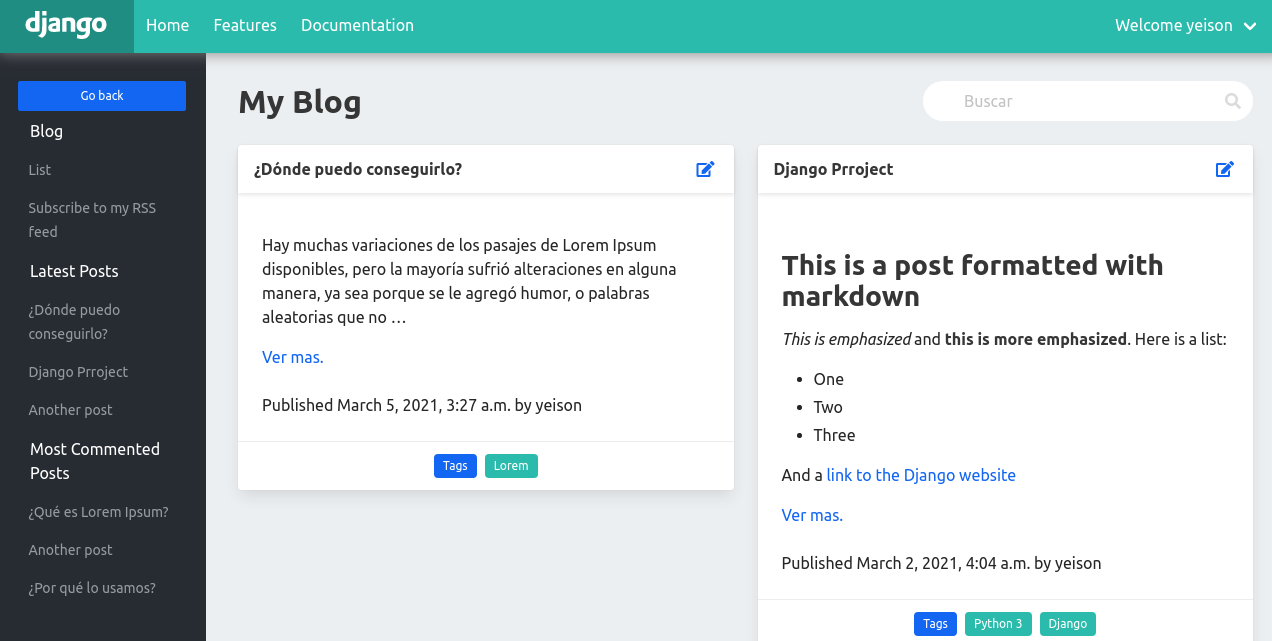 django
Home Features Documentation
Welcome yeison
Go back
Blog
List
Subscribe to my RSS
feed
Latest Posts
¿Dónde puedo
conseguirlo?
Django Prroject
Another post
Most Commented
Posts
¿Qué es Lorem Ipsum?
Another post
¿Por qué lo usamos?
My Blog
Buscar
¿Dónde puedo conseguirlo?
Hay muchas variaciones de los pasajes de Lorem Ipsum
disponibles, pero la mayoría sufrió alteraciones en alguna
manera, ya sea porque se le agregó humor, o palabras
aleatorias que no …
Ver mas.
Published March 5, 2021, 3:27 a.m. by yeison
Tags Lorem
Django Prroject
This is a post formatted with
markdown
This is emphasized and this is more emphasized. Here is a list:
• One
• Two
• Three
And a link to the Django website
Ver mas.
Published March 2, 2021, 4:04 a.m. by yeison
Tags Python 3 Django